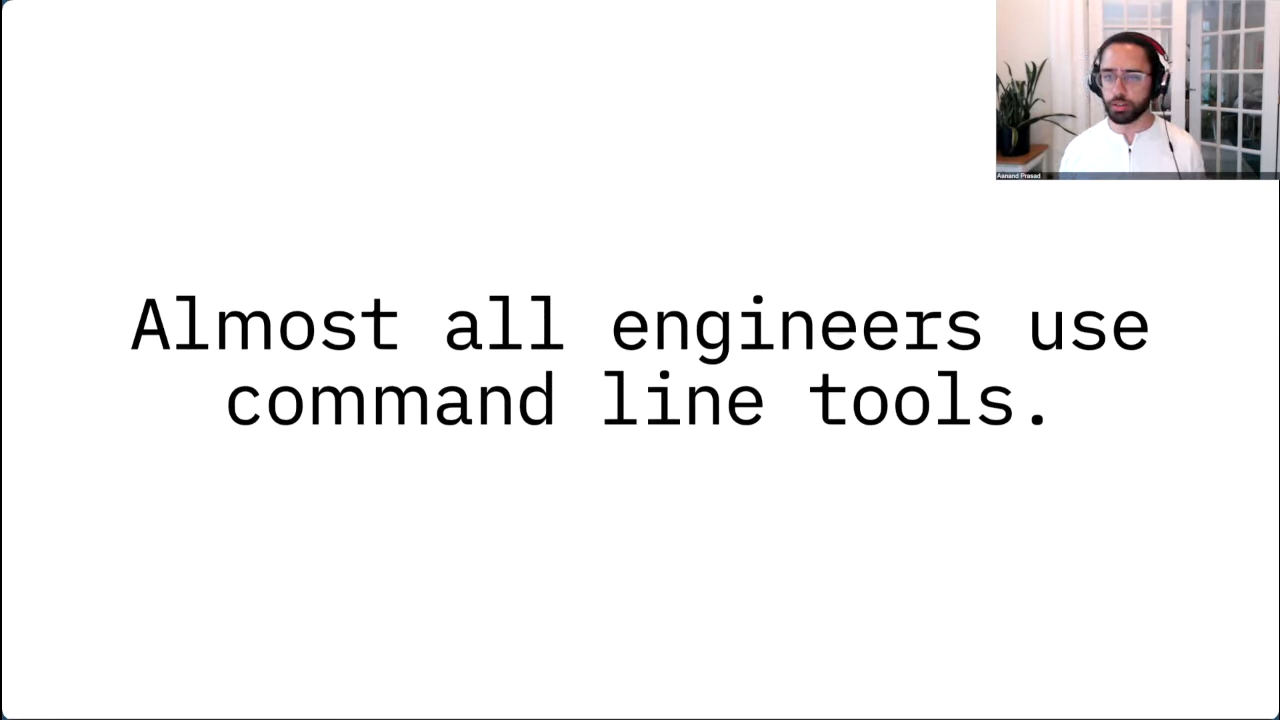 Aanand Prasad
Almost all engineers use
command line tools.